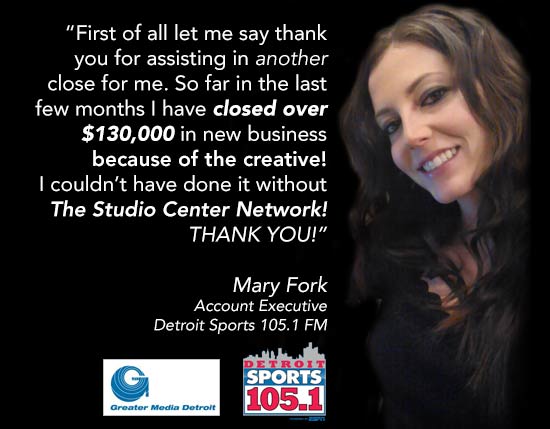 “First of all let me say thank
you for assisting in another
close for me. So far in the last
few months I have closed over
$130,000 in new business
because of the creative!
I couldn’t have done it without
The Studio Center Network!
THANK YOU!”
Mary Fork
Account Executive
Detroit Sports 105.1 FM
Greater Media Detroit
DETROIT
SPORTS
105.1